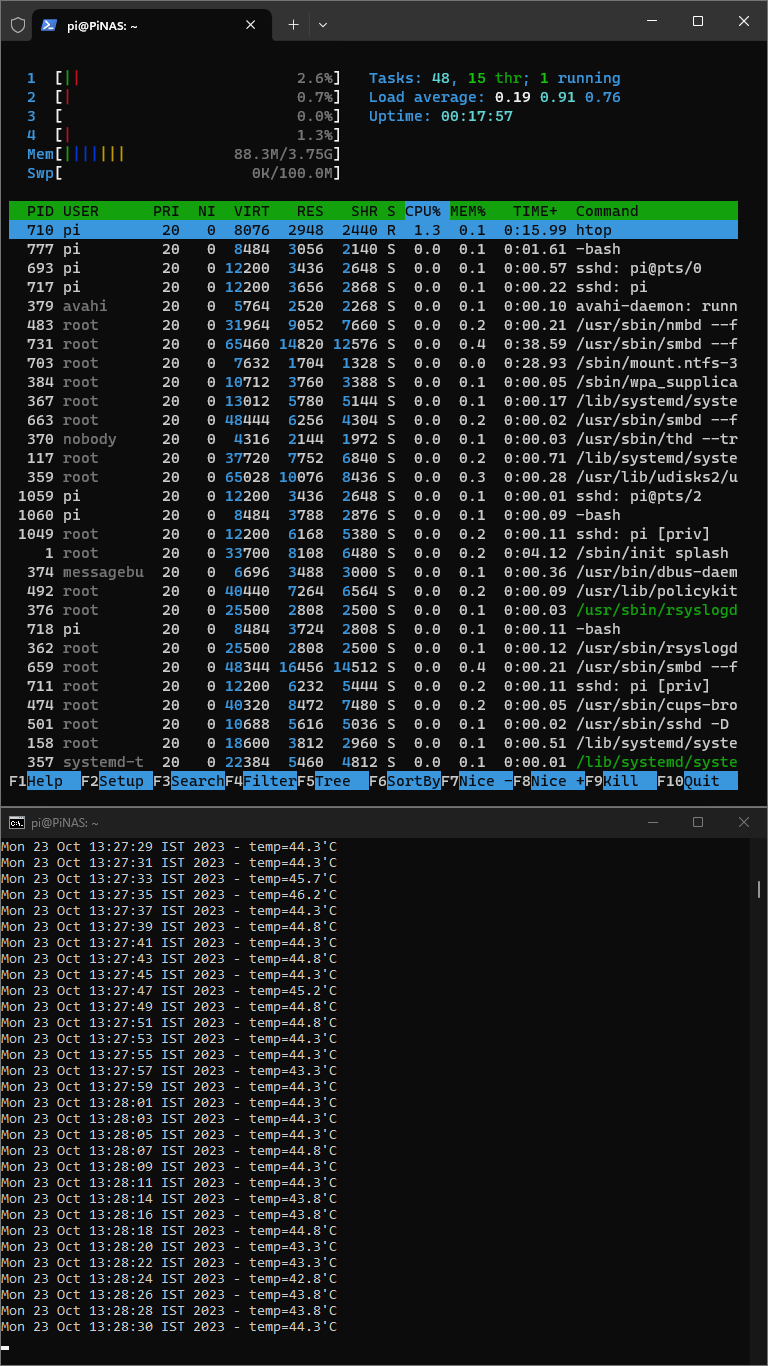 pi@PiNAS: ~
1 [|| 2.6%] Tasks: 48, 15 thr; 1 running
2 [| 0.7%] Load average: 0.19 0.91 0.76
3 [ 0.0%] Uptime: 00:17:57
4 [| 1.3%]
Mem[||||||| 88.3M/3.75G]
Swp[ 0K/100.0M]
PID USER PRI NI VIRT RES SHR S CPU% MEM% TIME+ Command
710 pi 20 0 8076 2948 2440 R 1.3 0.1 0:15.99 htop
777 pi 20 0 8484 3056 2140 S 0.0 0.1 0:01.61 -bash
693 pi 20 0 12200 3436 2648 S 0.0 0.1 0:00.57 sshd: pi@pts/0
717 pi 20 0 12200 3656 2868 S 0.0 0.1 0:00.22 sshd: pi
379 avahi 20 0 5764 2520 2268 S 0.0 0.1 0:00.10 avahi-daemon: runn
483 root 20 0 31964 9052 7660 S 0.0 0.2 0:00.21 /usr/sbin/nmbd --f
731 root 20 0 65460 14820 12576 S 0.0 0.4 0:38.59 /usr/sbin/smbd --f
703 root 20 0 7632 1704 1328 S 0.0 0.0 0:28.93 /sbin/mount.ntfs-3
384 root 20 0 10712 3760 3388 S 0.0 0.1 0:00.05 /sbin/wpa_supplica
367 root 20 0 13012 5780 5144 S 0.0 0.1 0:00.17 /lib/systemd/syste
663 root 20 0 48444 6256 4304 S 0.0 0.2 0:00.02 /usr/sbin/smbd --f
370 nobody 20 0 4316 2144 1972 S 0.0 0.1 0:00.03 /usr/sbin/thd --tr
117 root 20 0 37720 7752 6840 S 0.0 0.2 0:00.71 /lib/systemd/syste
359 root 20 0 65028 10076 8436 S 0.0 0.3 0:00.28 /usr/lib/udisks2/u
1059 pi 20 0 12200 3436 2648 S 0.0 0.1 0:00.01 sshd: pi@pts/2
1060 pi 20 0 8484 3788 2876 S 0.0 0.1 0:00.09 -bash
1049 root 20 0 12200 6168 5380 S 0.0 0.2 0:00.11 sshd: pi [priv]
1 root 20 0 33700 8108 6480 S 0.0 0.2 0:04.12 /sbin/init splash
374 messagebu 20 0 6696 3488 3000 S 0.0 0.1 0:00.36 /usr/bin/dbus-daem
492 root 20 0 40440 7264 6564 S 0.0 0.2 0:00.09 /usr/lib/policykit
376 root 20 0 25500 2808 2500 S 0.0 0.1 0:00.03 /usr/sbin/rsyslogd
718 pi 20 0 8484 3724 2808 S 0.0 0.1 0:00.11 -bash
362 root 20 0 25500 2808 2500 S 0.0 0.1 0:00.12 /usr/sbin/rsyslogd
659 root 20 0 48344 16456 14512 S 0.0 0.4 0:00.21 /usr/sbin/smbd --f
711 root 20 0 12200 6232 5444 S 0.0 0.2 0:00.11 sshd: pi [priv]
474 root 20 0 40320 8472 7480 S 0.0 0.2 0:00.05 /usr/sbin/cups-bro
501 root 20 0 10688 5616 5036 S 0.0 0.1 0:00.02 /usr/sbin/sshd -D
158 root 20 0 18600 3812 2960 S 0.0 0.1 0:00.51 /lib/systemd/syste
357 systemd-t 20 0 22384 5460 4812 S 0.0 0.1 0:00.01 /lib/systemd/syste
F1Help F2Setup F3SearchF4FilterF5Tree F6SortByF7Nice -F8Nice +F9Kill F10Quit
pi@PiNAS: ~
Mon 23 Oct 13:27:29 IST 2023 - temp=44.3'C
Mon 23 Oct 13:27:31 IST 2023 - temp=44.3'C
Mon 23 Oct 13:27:33 IST 2023 - temp=45.7'C
Mon 23 Oct 13:27:35 IST 2023 - temp=46.2'C
Mon 23 Oct 13:27:37 IST 2023 - temp=44.3'C
Mon 23 Oct 13:27:39 IST 2023 - temp=44.8'C
Mon 23 Oct 13:27:41 IST 2023 - temp=44.3'C
Mon 23 Oct 13:27:43 IST 2023 - temp=44.8'C
Mon 23 Oct 13:27:45 IST 2023 - temp=44.3'C
Mon 23 Oct 13:27:47 IST 2023 - temp=45.2'C
Mon 23 Oct 13:27:49 IST 2023 - temp=44.8'C
Mon 23 Oct 13:27:51 IST 2023 - temp=44.8'C
Mon 23 Oct 13:27:53 IST 2023 - temp=44.3'C
Mon 23 Oct 13:27:55 IST 2023 - temp=44.3'C
Mon 23 Oct 13:27:57 IST 2023 - temp=43.3'C
Mon 23 Oct 13:27:59 IST 2023 - temp=44.3'C
Mon 23 Oct 13:28:01 IST 2023 - temp=44.3'C
Mon 23 Oct 13:28:03 IST 2023 - temp=44.3'C
Mon 23 Oct 13:28:05 IST 2023 - temp=44.3'C
Mon 23 Oct 13:28:07 IST 2023 - temp=44.8'C
Mon 23 Oct 13:28:09 IST 2023 - temp=44.3'C
Mon 23 Oct 13:28:11 IST 2023 - temp=44.3'C
Mon 23 Oct 13:28:14 IST 2023 - temp=43.8'C
Mon 23 Oct 13:28:16 IST 2023 - temp=43.8'C
Mon 23 Oct 13:28:18 IST 2023 - temp=44.8'C
Mon 23 Oct 13:28:20 IST 2023 - temp=43.3'C
Mon 23 Oct 13:28:22 IST 2023 - temp=43.3'C
Mon 23 Oct 13:28:24 IST 2023 - temp=42.8'C
Mon 23 Oct 13:28:26 IST 2023 - temp=43.8'C
Mon 23 Oct 13:28:28 IST 2023 - temp=43.8'C
Mon 23 Oct 13:28:30 IST 2023 - temp=44.3'C